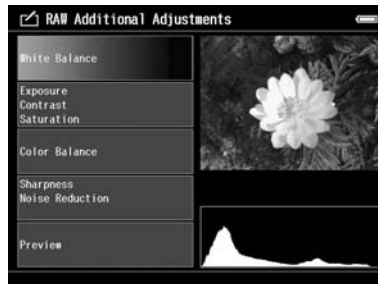 RAW Additional Adjustments
White Balance
Exposure
Contrast
Saturation
Color Balance
Sharpness
Noise Reduction
Preview